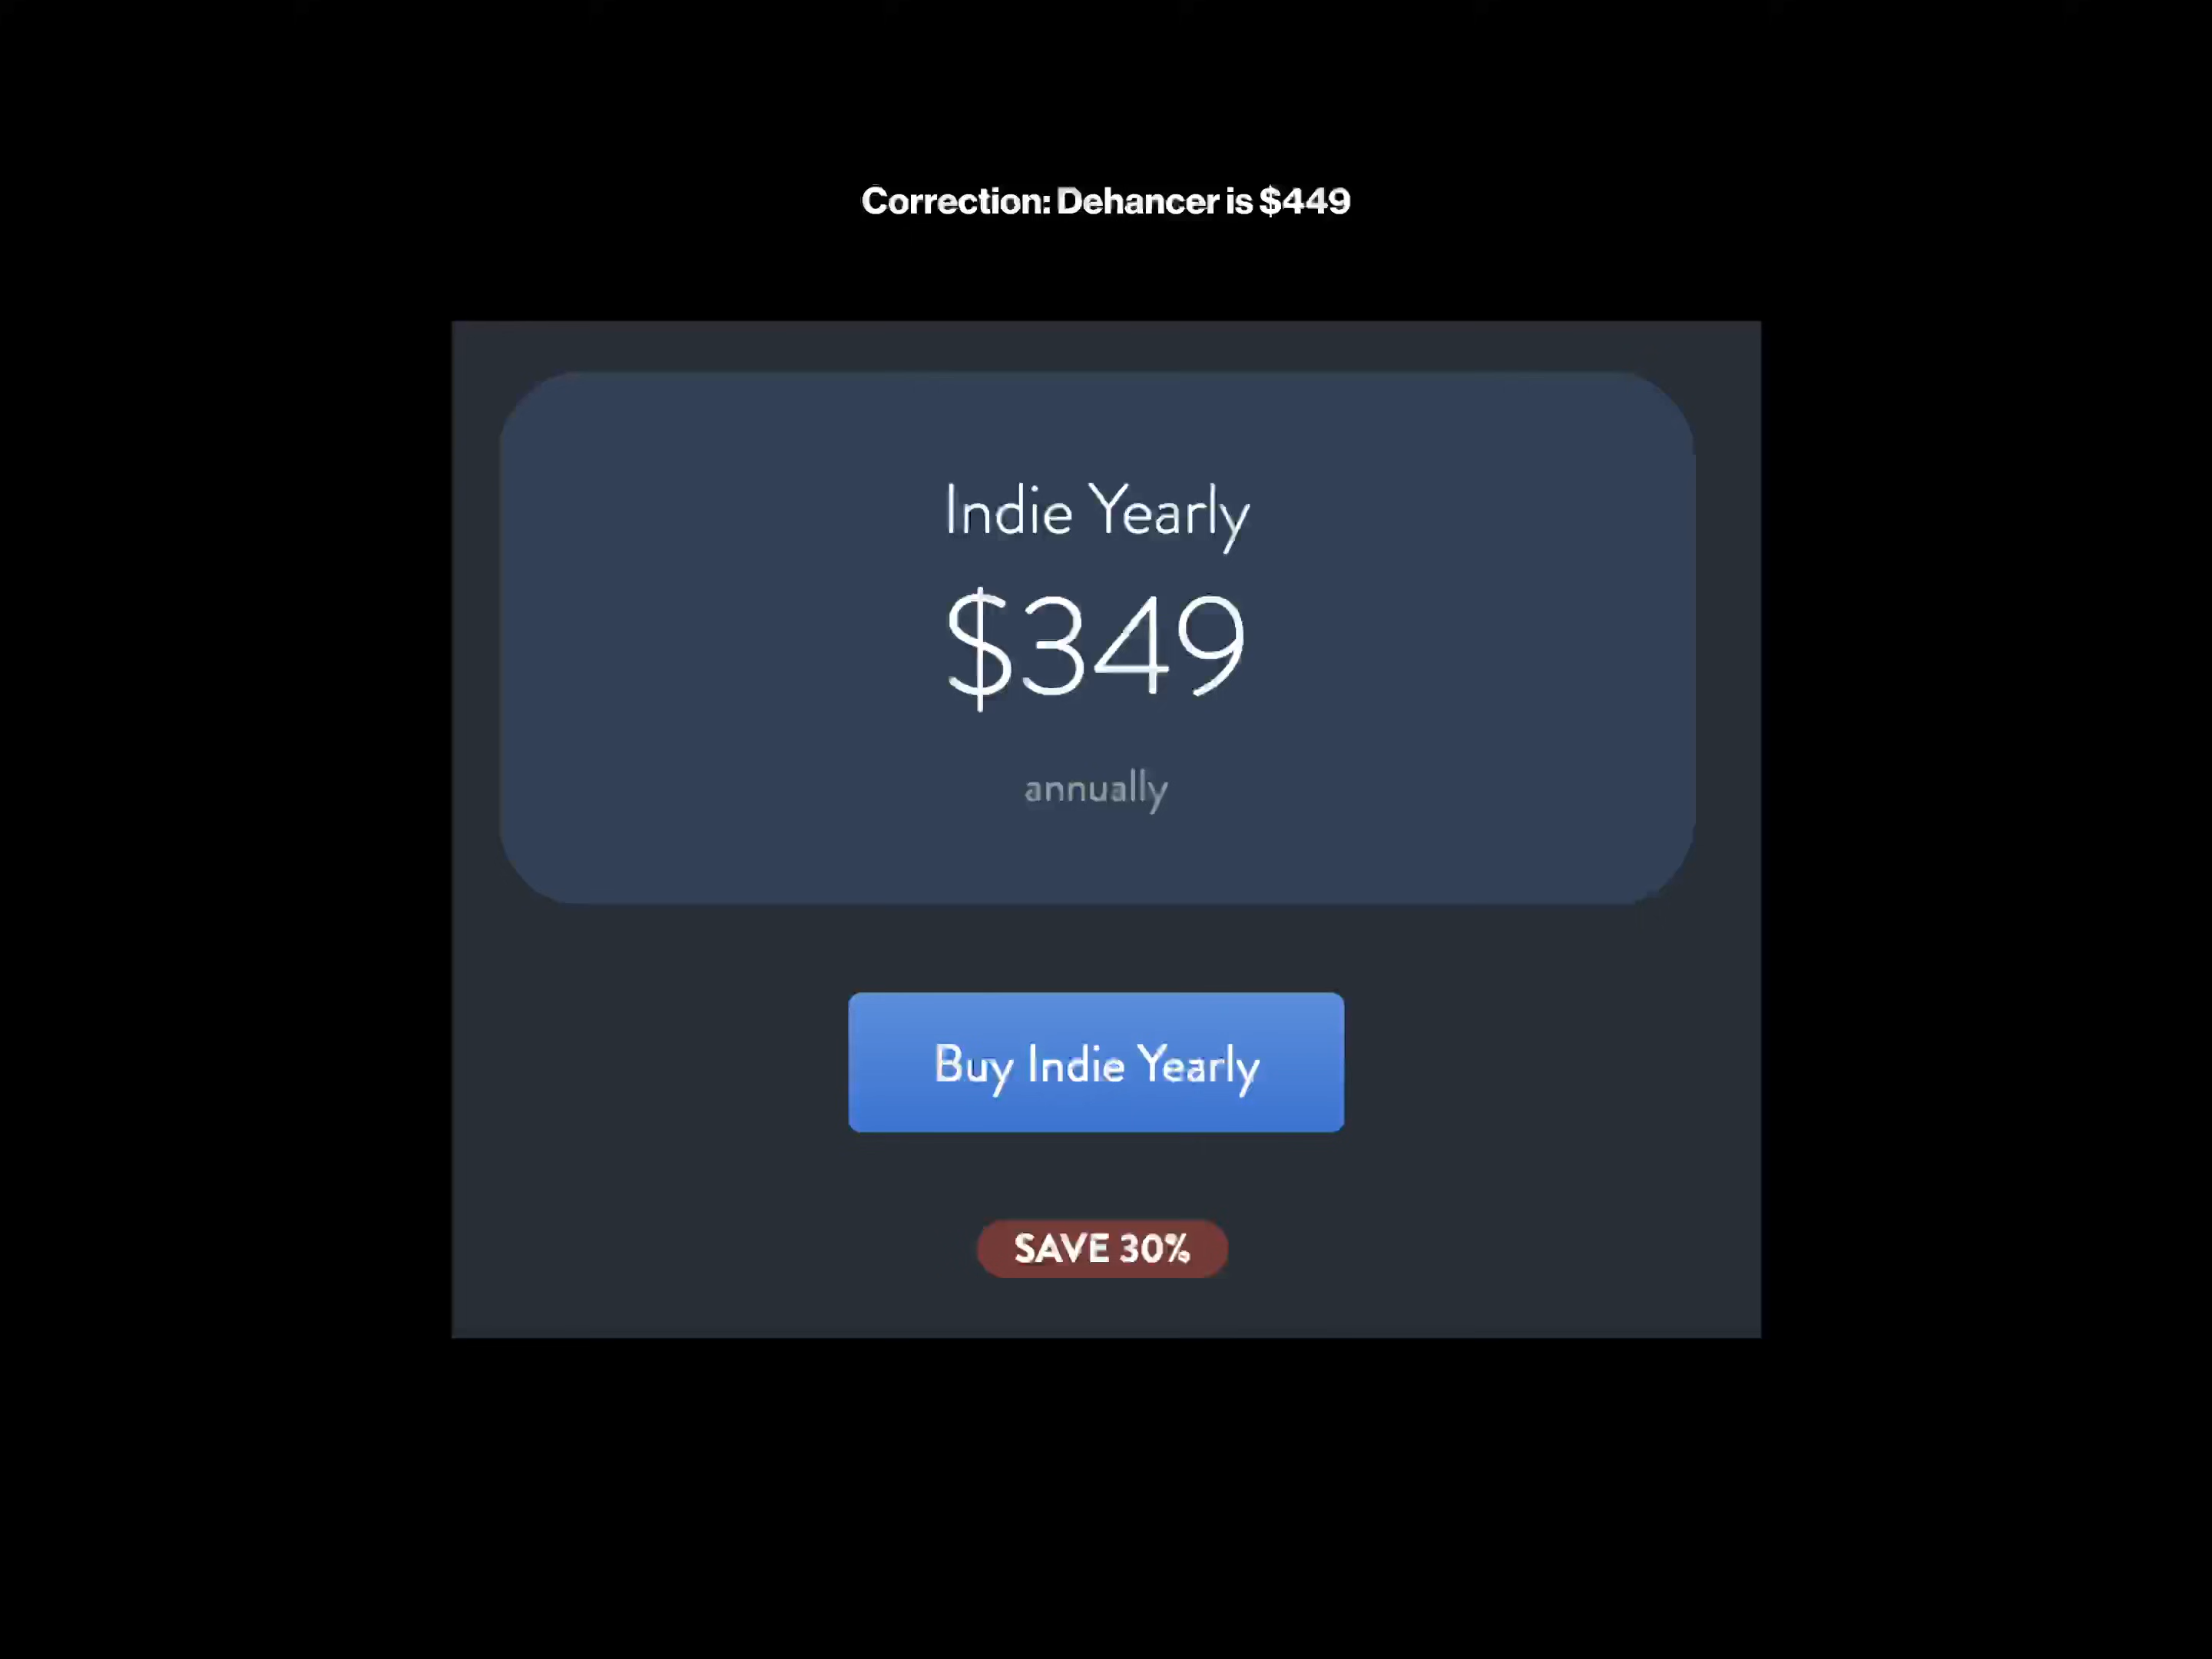 Correction: Dehancer is $449
Indie Yearly
$349
annually
Buy Indie Yearly
SAVE 30%